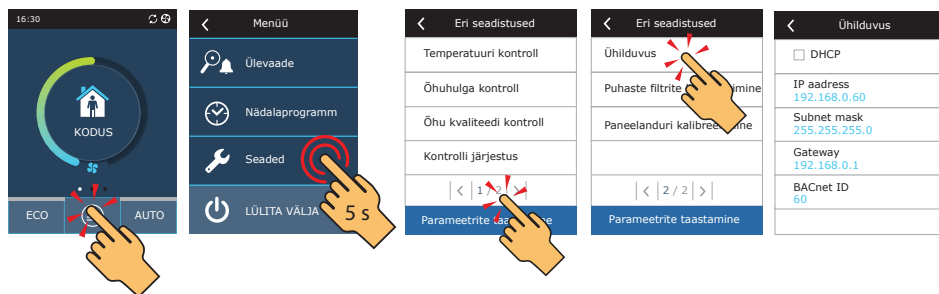 16:30
KODUS
ECO
AUTO
Menüü
Ülevaade
Nädalaprogramm
Seaded
LÜLITA VÄLJA
5 s
Eri seadistused
Temperatuuri kontroll
Õhuhulga kontroll
Õhu kvaliteedi kontroll
Kontrolli järjestus
1 / 2
Parameetrite taastamine
Eri seadistused
Ühilduvus
Puhaste filtrite
Paneelanduri
2 / 2
Parameetrite taastamine
Ühilduvus
DHCP
IP aadress
192.168.0.60
Subnet mask
255.255.255.0
Gateway
192.168.0.1
BACnet ID
60